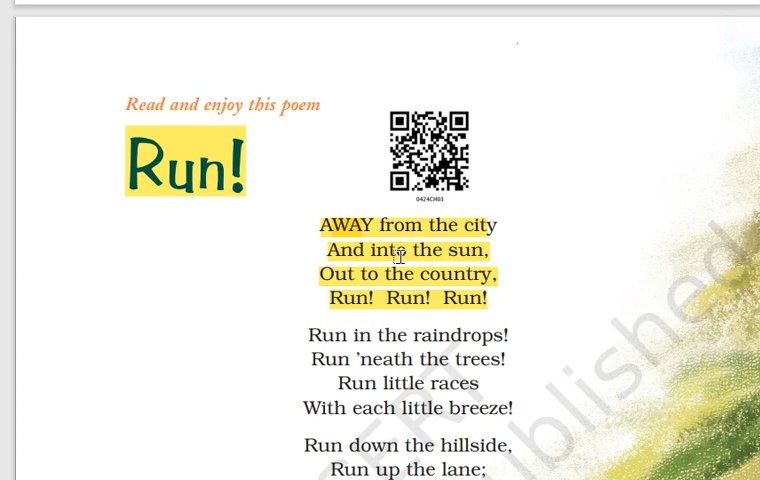 Read and enjoy this poem
Run!
0424CH03
AWAY from the city
And into the sun,
Out to the country,
Run! Run! Run!
Run in the raindrops!
Run ’neath the trees!
Run little races
With each little breeze!
Run down the hillside,
Run up the lane;